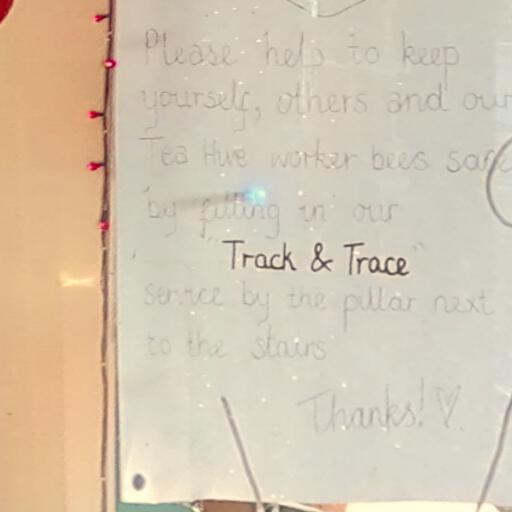 Please help to keep
yourself, others and our
Tea Hive worker bees safe
by filling in our
"Track & Trace"
service by the pillar next
to the stairs
Thanks!♡